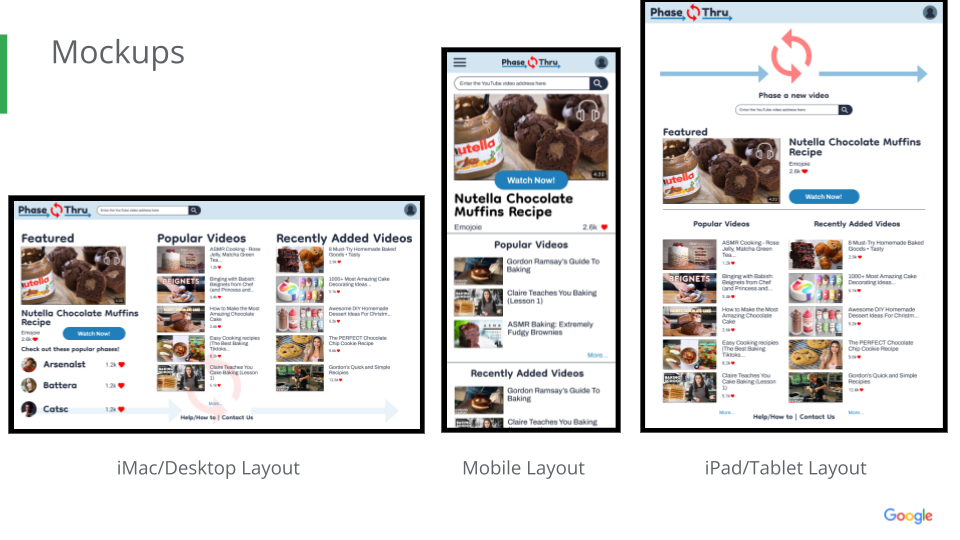 Mockups
Phase Thru
Enter the YouTube video address here
Featured
nutella
4:20
Nutella Chocolate Muffins
Recipe
Emojoie
2.6k
Watch Now!
Check out these popular phases!
Arsenalst 1.2k
Battera 1.2k
Catsc 1.2k
Popular Videos
ASMR Cooking - Rose
Jelly, Matcha Green
Tea...
BEIGNETS
Binging with Babish:
Beignets from Chef
(and Princess and...
How to Make the Most
Amazing Chocolate
Cake
Easy Cooking recipes
(The Best Baking
Tiktoks...
Claire Teaches You
Cake Baking (Lesson
1)
More...
Recently Added Videos
8 Must-Try Homemade Baked
Goods • Tasty
1000+ Most Amazing Cake
Decorating Ideas...
Awesome DIY Homemade
Dessert Ideas For Christm...
The PERFECT Chocolate
Chip Cookie Recipe
Gordon's Quick and Simple
Recipies
Help/How to | Contact Us
iMac/Desktop Layout
Phase Thru
Enter the YouTube video address here
nutella
4:20
Watch Now!
Nutella Chocolate
Muffins Recipe
Emojoie 2.6k
Popular Videos
Gordon Ramsay's Guide To
Baking
Claire Teaches You Baking
(Lesson 1)
ASMR Baking: Extremely
Fudgy Brownies
More...
Recently Added Videos
Gordon Ramsay's Guide To
Baking
Claire Teaches You Baking
Mobile Layout
Phase Thru
Phase a new video
Enter the YouTube video address here
Featured
nutella
4:20
Nutella Chocolate Muffins
Recipe
Emojoie
2.6k
Watch Now!
Popular Videos
ASMR Cooking - Rose
Jelly, Matcha Green
Tea...
BEIGNETS
Binging with Babish:
Beignets from Chef
(and Princess and...
How to Make the Most
Amazing Chocolate
Cake
Easy Cooking recipes
(The Best Baking
Tiktoks...
Claire Teaches You
Cake Baking (Lesson
1)
More...
Recently Added Videos
8 Must-Try Homemade Baked
Goods • Tasty
1000+ Most Amazing Cake
Decorating Ideas...
Awesome DIY Homemade
Dessert Ideas For Christm...
The PERFECT Chocolate
Chip Cookie Recipe
Gordon's Quick and Simple
Recipies
More...
Help/How to | Contact Us
iPad/Tablet Layout
Google